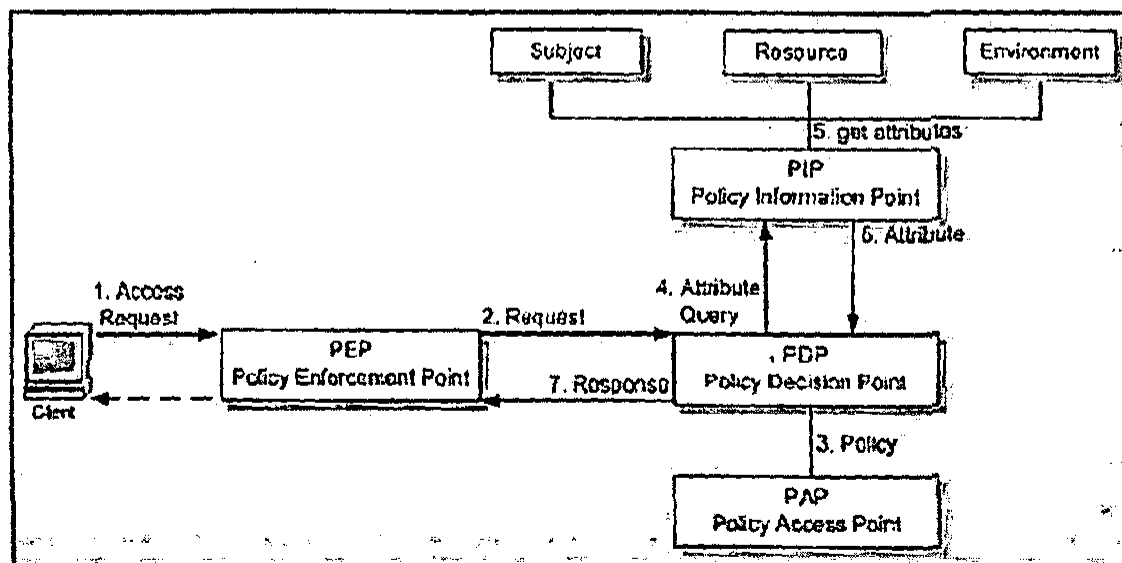 Subject
Resource
Environment
5. get attributes
PIP
Policy Information Point
6. Attribute
4. Attribute
Query
1. Access
Request
2. Request
PEP
Policy Enforcement Point
PDP
Policy Decision Point
7. Response
Client
3. Policy
PAP
Policy Access Point